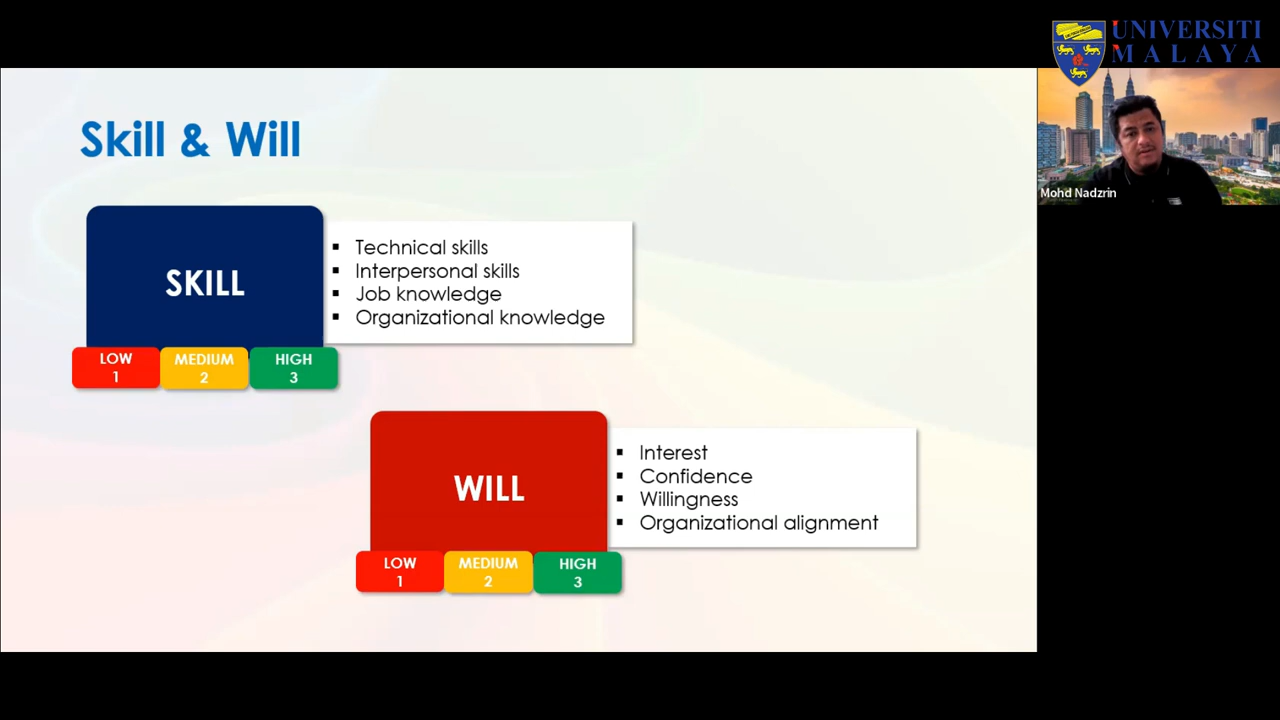 UNIVERSITI
MALAYA
Mohd Nadzrin
Skill & Will
SKILL
▪ Technical skills
▪ Interpersonal skills
▪ Job knowledge
▪ Organizational knowledge
LOW MEDIUM HIGH
1 2 3
WILL
▪ Interest
▪ Confidence
▪ Willingness
▪ Organizational alignment
LOW MEDIUM HIGH
1 2 3